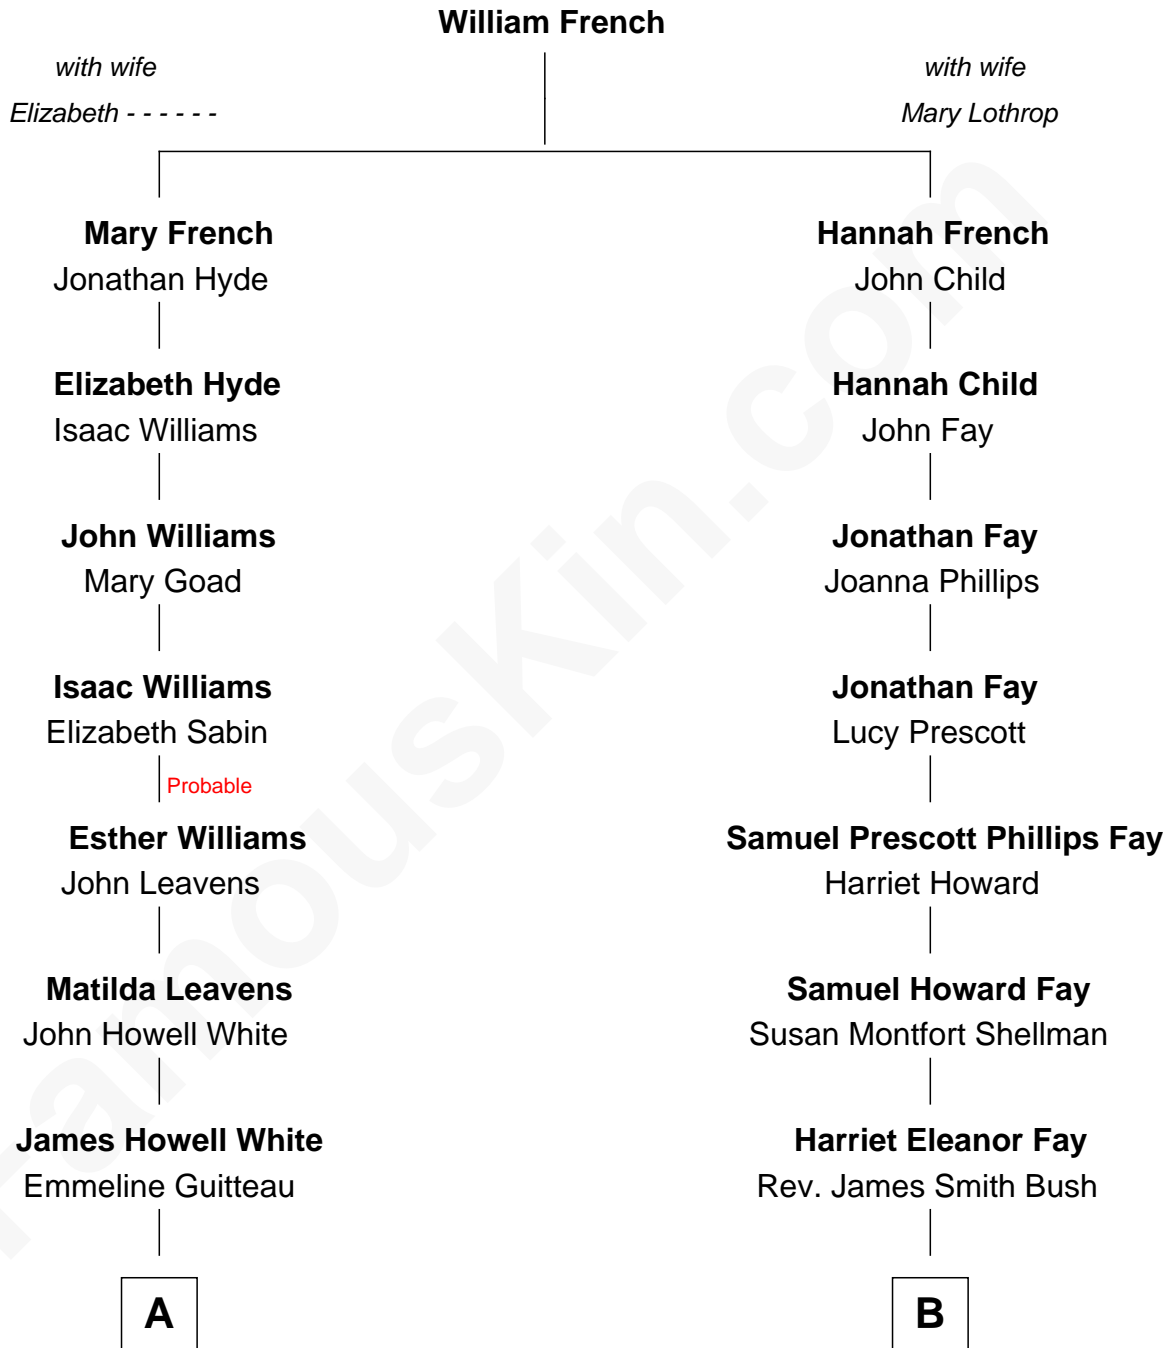 William French
with wife
Elizabeth - - - - - -
with wife
Mary Lothrop
Mary French
Jonathan Hyde
Hannah French
John Child
Elizabeth Hyde
Isaac Williams
Hannah Child
John Fay
John Williams
Mary Goad
Jonathan Fay
Joanna Phillips
Isaac Williams
Elizabeth Sabin
Jonathan Fay
Lucy Prescott
Probable
Esther Williams
John Leavens
Samuel Prescott Phillips Fay
Harriet Howard
Matilda Leavens
John Howell White
Samuel Howard Fay
Susan Montfort Shellman
James Howell White
Emmeline Guitteau
Harriet Eleanor Fay
Rev. James Smith Bush
A
B
FamousKin.com